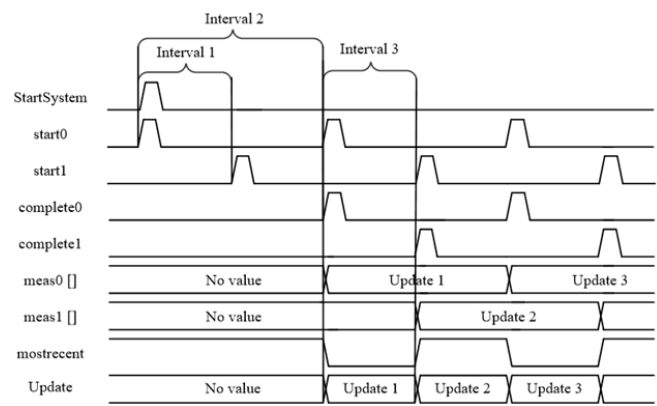 Interval 2
Interval 1 Interval 3
StartSystem
start0
start1
complete0
complete1
meas0 [] No value Update 1 Update 3
meas1 [] No value Update 2
mostrecent
Update No value Update 1 Update 2 Update 3